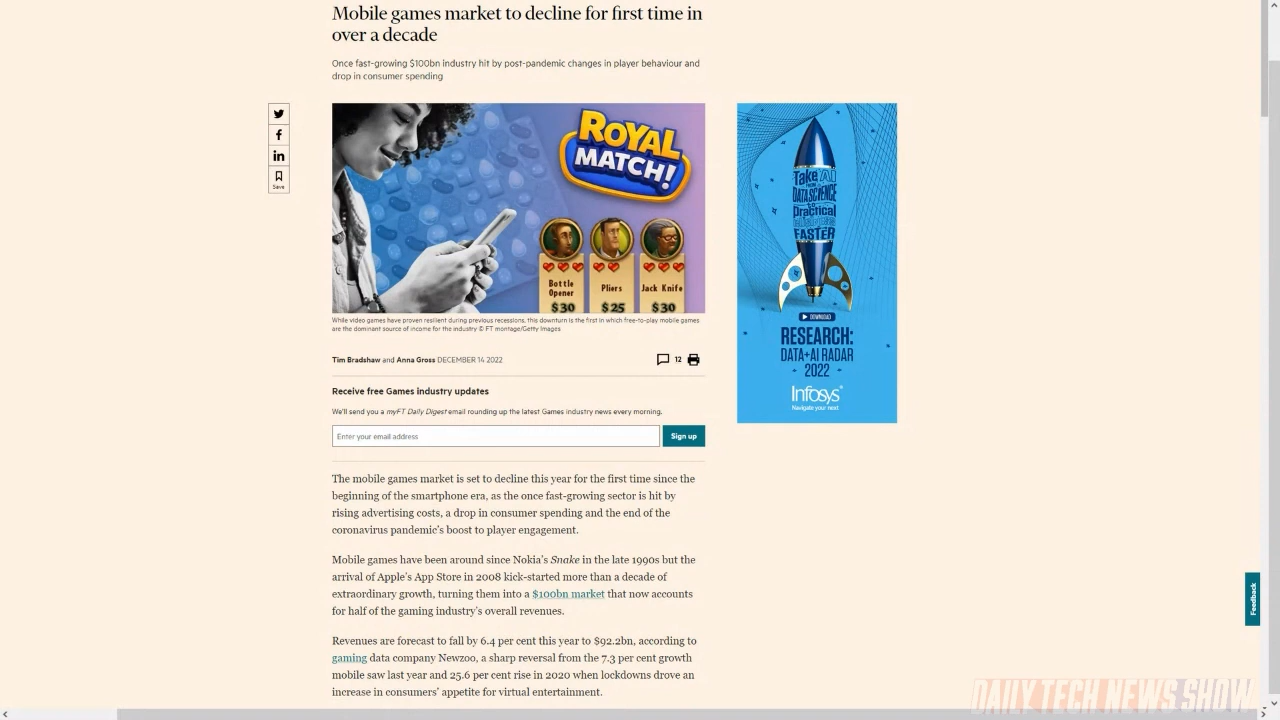 Mobile games market to decline for first time in
over a decade
Once fast-growing $100bn industry hit by post-pandemic changes in player behaviour and
drop in consumer spending
Save
ROYAL
MATCH!
Bottle
Opener
$30
Pliers
$25
Jack Knife
$30
While video games have proven resilient during previous recessions, this downturn is the first in which free-to-play mobile games
are the dominant source of income for the industry © FT montage/Getty Images
Tim Bradshaw and Anna Gross DECEMBER 14 2022
12
Receive free Games industry updates
We'll send you a myFT Daily Digest email rounding up the latest Games industry news every morning.
Enter your email address
Sign up
The mobile games market is set to decline this year for the first time since the
beginning of the smartphone era, as the once fast-growing sector is hit by
rising advertising costs, a drop in consumer spending and the end of the
coronavirus pandemic's boost to player engagement.
Mobile games have been around since Nokia's Snake in the late 1990s but the
arrival of Apple's App Store in 2008 kick-started more than a decade of
extraordinary growth, turning them into a $100bn market that now accounts
for half of the gaming industry's overall revenues.
Revenues are forecast to fall by 6.4 per cent this year to $92.2bn, according to
gaming data company Newzoo, a sharp reversal from the 7.3 per cent growth
mobile saw last year and 25.6 per cent rise in 2020 when lockdowns drove an
increase in consumers' appetite for virtual entertainment.
Take AI
FROM
DATA SCIENCE
to
Practical
FASTER
DOWNLOAD
RESEARCH:
DATA+AI RADAR
2022
Infosys®
Navigate your next
Feedback
DAILY TECH NEWS SHOW